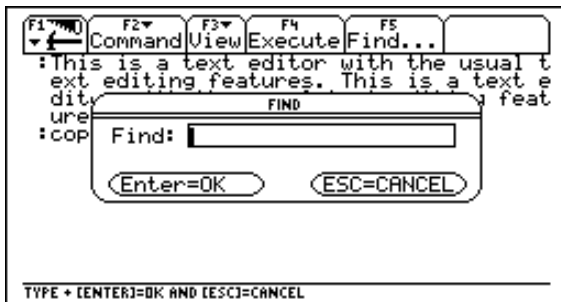 F1 F2 F3 F4 F5
Command View Execute Find...
:This is a text editor with the usual t
ext editing features. This is a text e
dit feat
ure
:cop
FIND
Find:
Enter=OK ESC=CANCEL
TYPE + [ENTER]=OK AND [ESC]=CANCEL